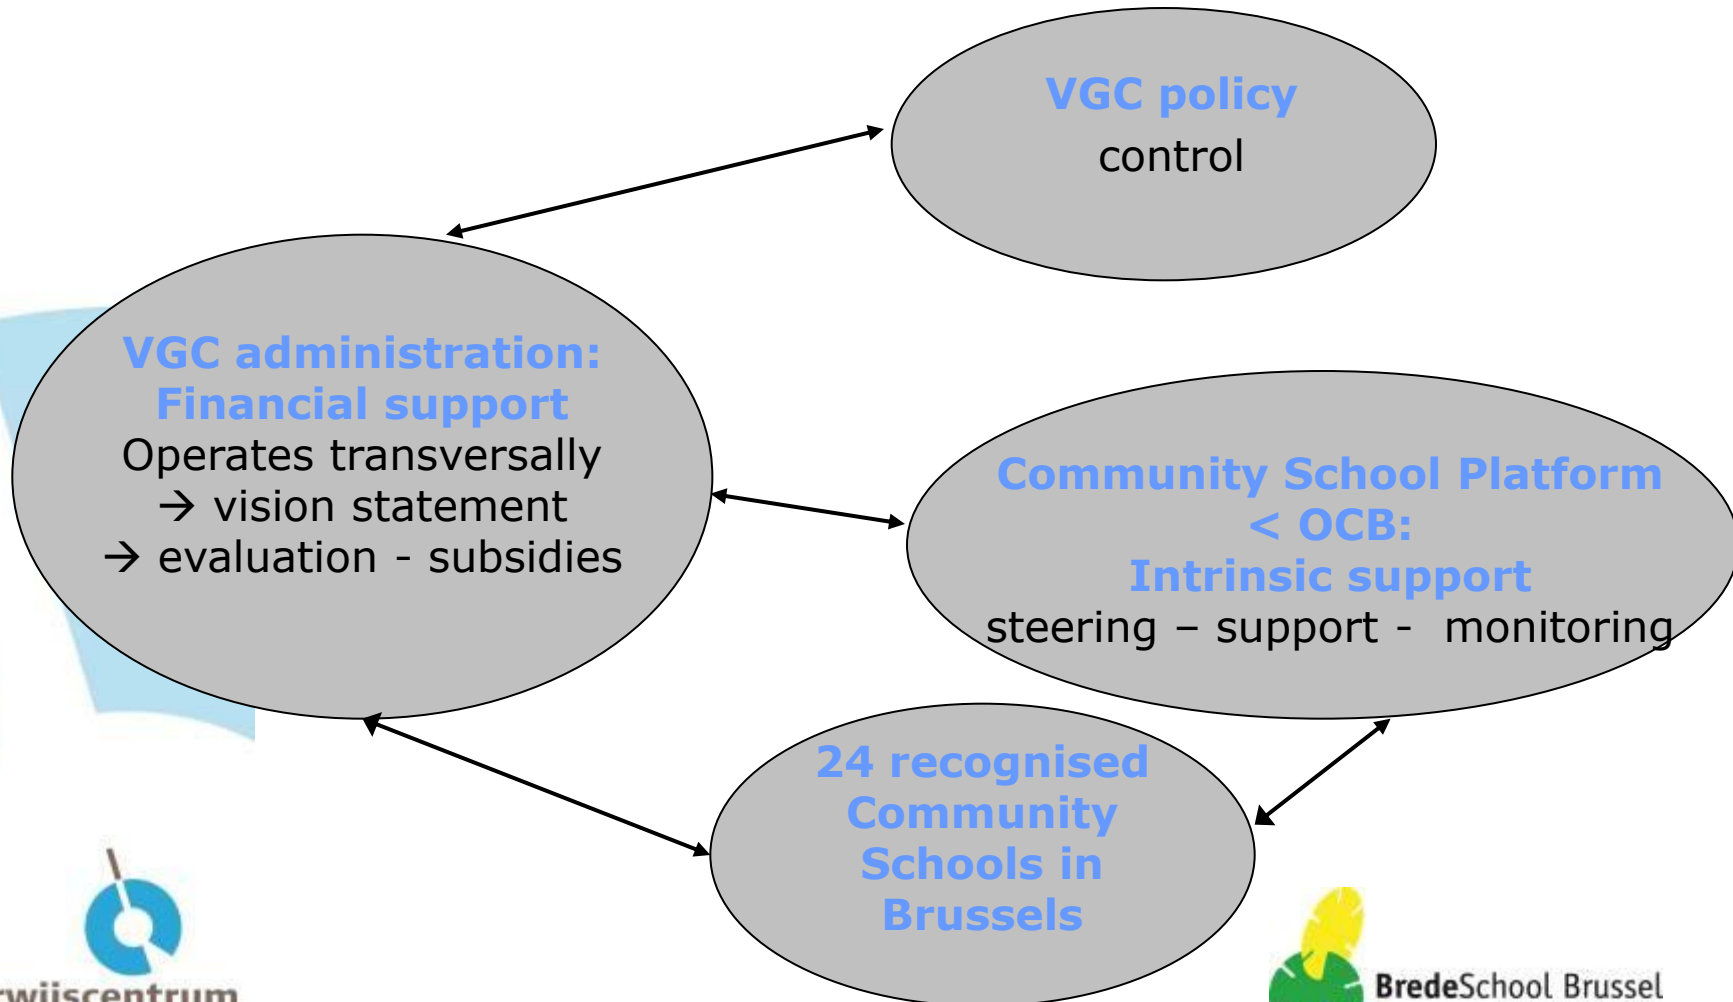 VGC policy
control
VGC administration:
Financial support
Operates transversally
→ vision statement
→ evaluation - subsidies
Community School Platform
< OCB:
Intrinsic support
steering – support - monitoring
24 recognised
Community
Schools in
Brussels
rwijscentrum
BredeSchool Brussel